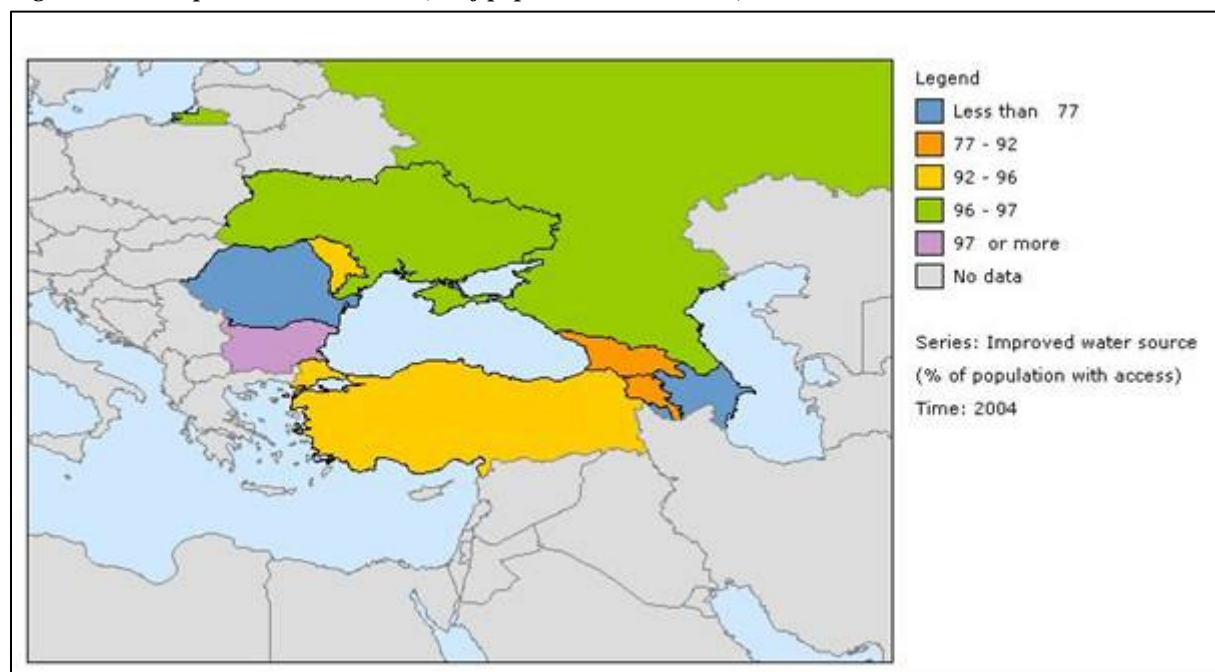 Legend
Less than 77
77 - 92
92 - 96
96 - 97
97 or more
No data
Series: Improved water source
(% of population with access)
Time: 2004